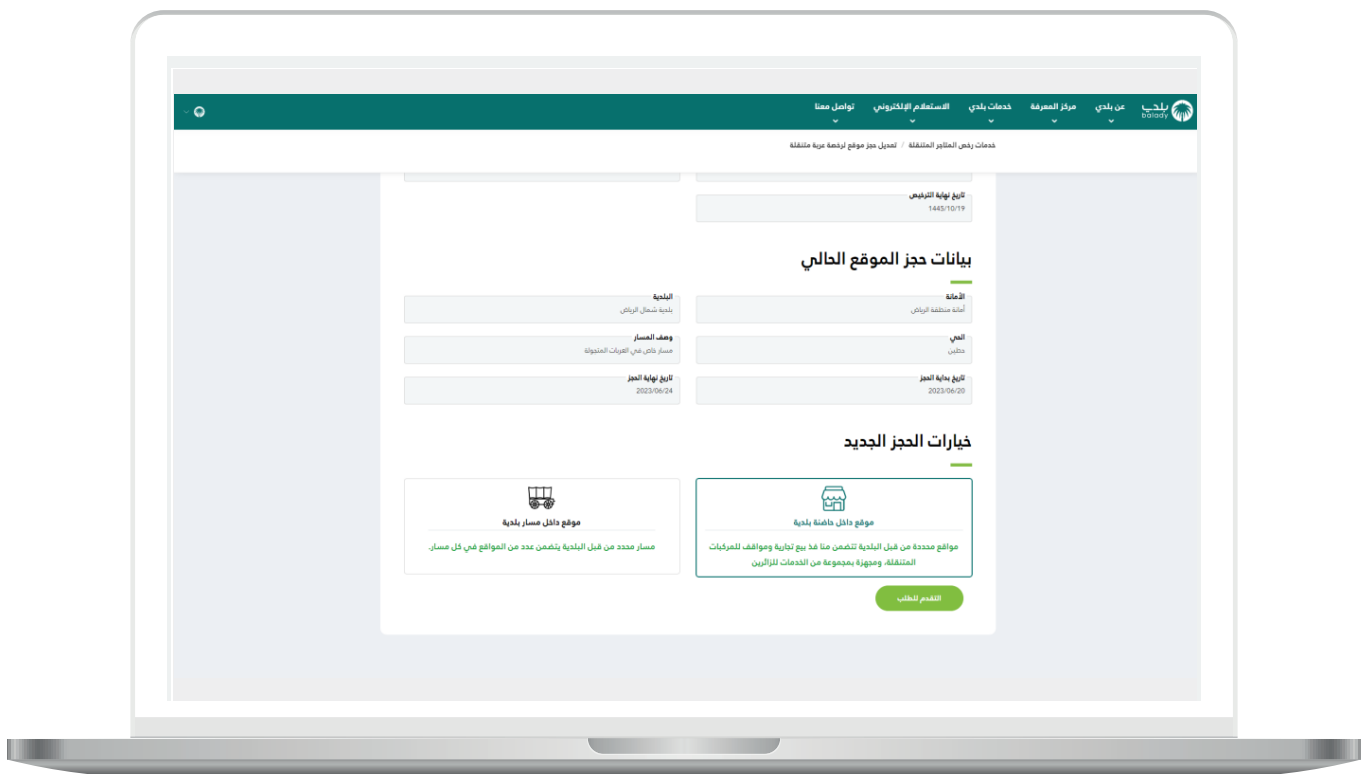 بلدي
balady
عن بلدي
مركز المعرفة
خدمات بلدي
الاستعلام الإلكتروني
تواصل معنا
خدمات رخص المتاجر المتنقلة / تعديل حجز موقع لرخصة عربة متنقلة
تاريخ نهاية الترخيص
1445/10/19
بيانات حجز الموقع الحالي
الأمانة
أمانة منطقة الرياض
البلدية
بلدية شمال الرياض
الحي
حطين
وصف المسار
مسار خاص في العربات المتجولة
تاريخ بداية الحجز
2023/06/20
تاريخ نهاية الحجز
2023/06/24
خيارات الحجز الجديد
موقع داخل حاضنة بلدية
مواقع محددة من قبل البلدية تتضمن منا فذ بيع تجارية ومواقف للمركبات
المتنقلة، ومجهزة بمجموعة من الخدمات للزائرين
موقع داخل مسار بلدية
مسار محدد من قبل البلدية يتضمن عدد من المواقع في كل مسار.
التقدم للطلب